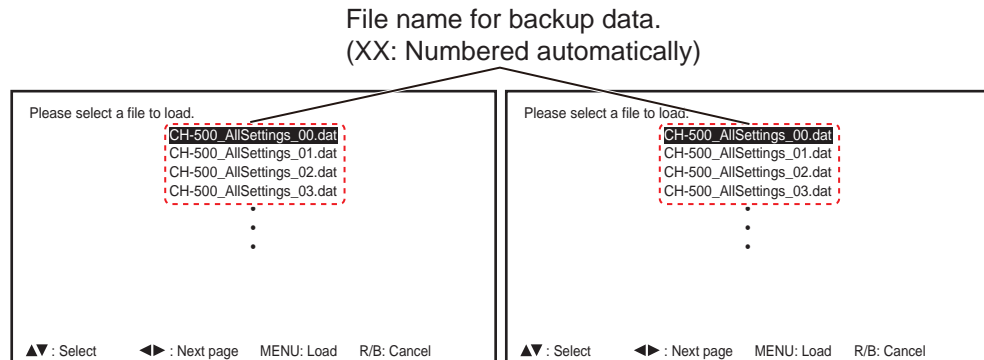 File name for backup data.
(XX: Numbered automatically)
Please select a file to load.
CH-500_AllSettings_00.dat
CH-500_AllSettings_01.dat
CH-500_AllSettings_02.dat
CH-500_AllSettings_03.dat
▲▼ : Select ◀▶ : Next page MENU: Load R/B: Cancel
Please select a file to load.
CH-500_AllSettings_00.dat
CH-500_AllSettings_01.dat
CH-500_AllSettings_02.dat
CH-500_AllSettings_03.dat
▲▼ : Select ◀▶ : Next page MENU: Load R/B: Cancel